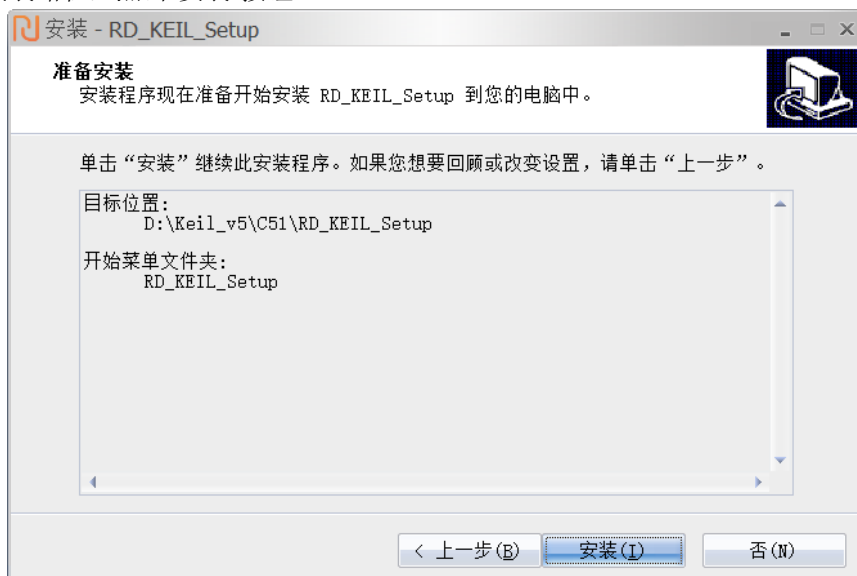 安装 - RD_KEIL_Setup
准备安装
安装程序现在准备开始安装 RD_KEIL_Setup 到您的电脑中。
单击“安装”继续此安装程序。如果您想要回顾或改变设置,请单击“上一步”。
目标位置:
D:\Keil_v5\C51\RD_KEIL_Setup
开始菜单文件夹:
RD_KEIL_Setup
< 上一步(B)
安装(I)
否(N)